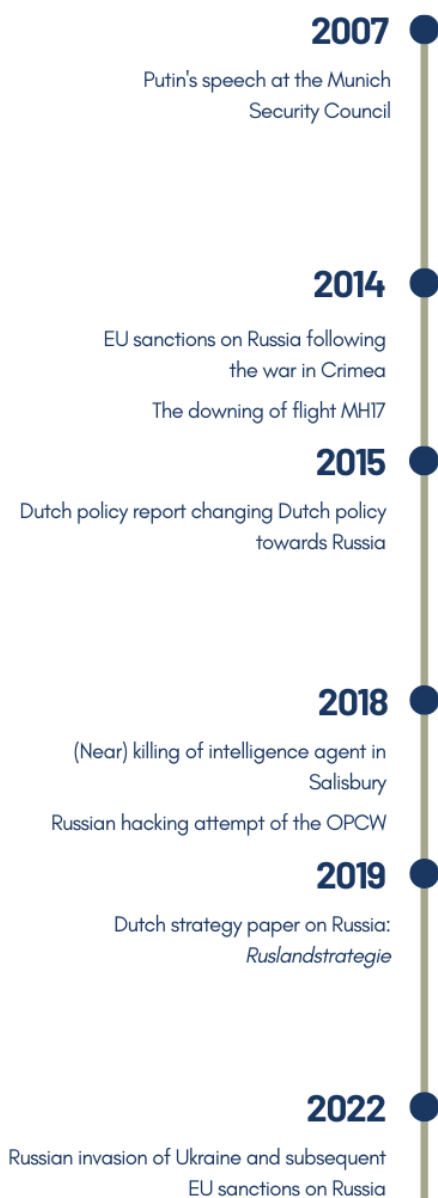 2007
Putin's speech at the Munich
Security Council
2014
EU sanctions on Russia following
the war in Crimea
The downing of flight MH17
2015
Dutch policy report changing Dutch policy
towards Russia
2018
(Near) killing of intelligence agent in
Salisbury
Russian hacking attempt of the OPCW
2019
Dutch strategy paper on Russia:
Ruslandstrategie
2022
Russian invasion of Ukraine and subsequent
EU sanctions on Russia